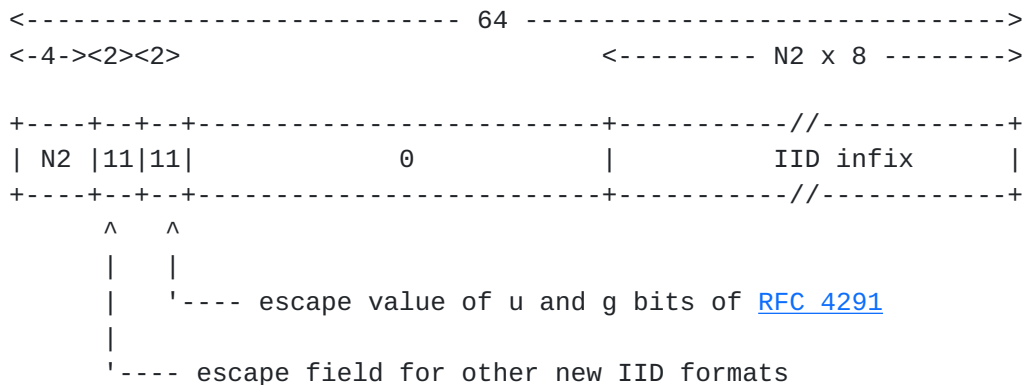 <---------------------------- 64 ------------------------------->
<-4-><2><2>                           <--------- N2 x 8 -------->
+----+--+--+--------------------------+-----------//------------+
| N2 |11|11|             0            |          IID infix      |
+----+--+--+--------------------------+-----------//------------+
      ^   ^
      |   |
      |   '---- escape value of u and g bits of RFC 4291
      |
      '---- escape field for other new IID formats